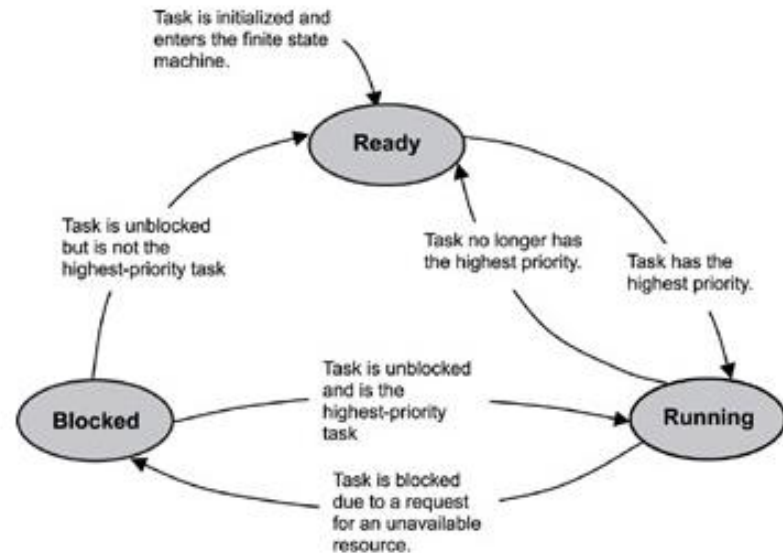 Task is initialized and
enters the finite state
machine.
Ready
Task is unblocked
but is not the
highest-priority task
Task no longer has
the highest priority.
Task has the
highest priority.
Blocked
Task is unblocked
and is the
highest-priority
task
Running
Task is blocked
due to a request
for an unavailable
resource.